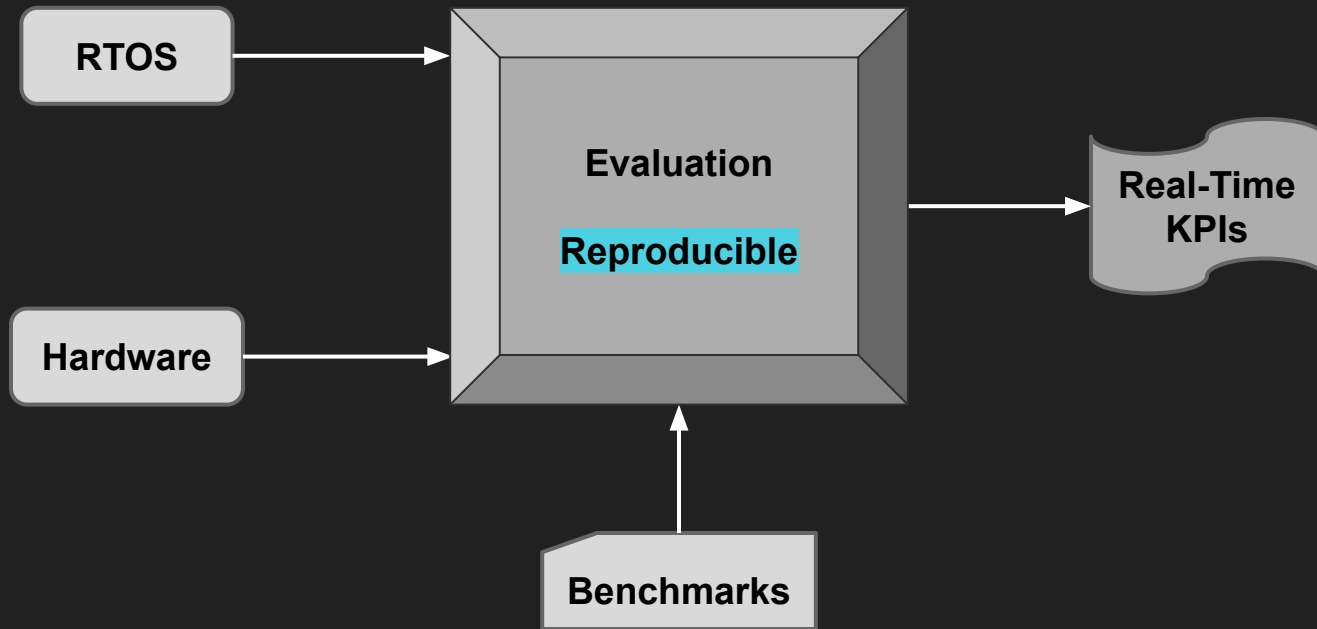 RTOS
Evaluation
Reproducible
Real-Time
KPIs
Hardware
Benchmarks